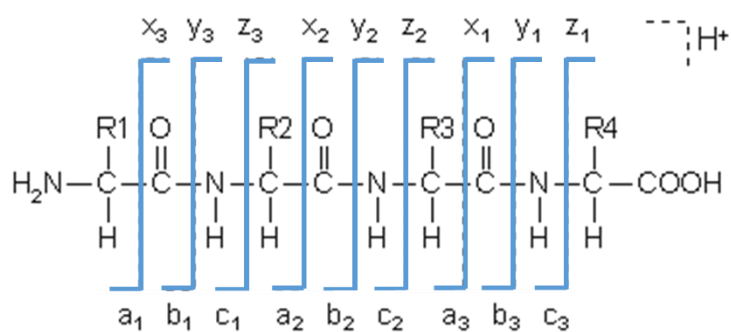 x₃ y₃ z₃ x₂ y₂ z₂ x₁ y₁ z₁ H⁺
R1 O R2 O R3 O R4
H₂N C C N C C N C C N C COOH
H H H H H H H
a₁ b₁ c₁ a₂ b₂ c₂ a₃ b₃ c₃